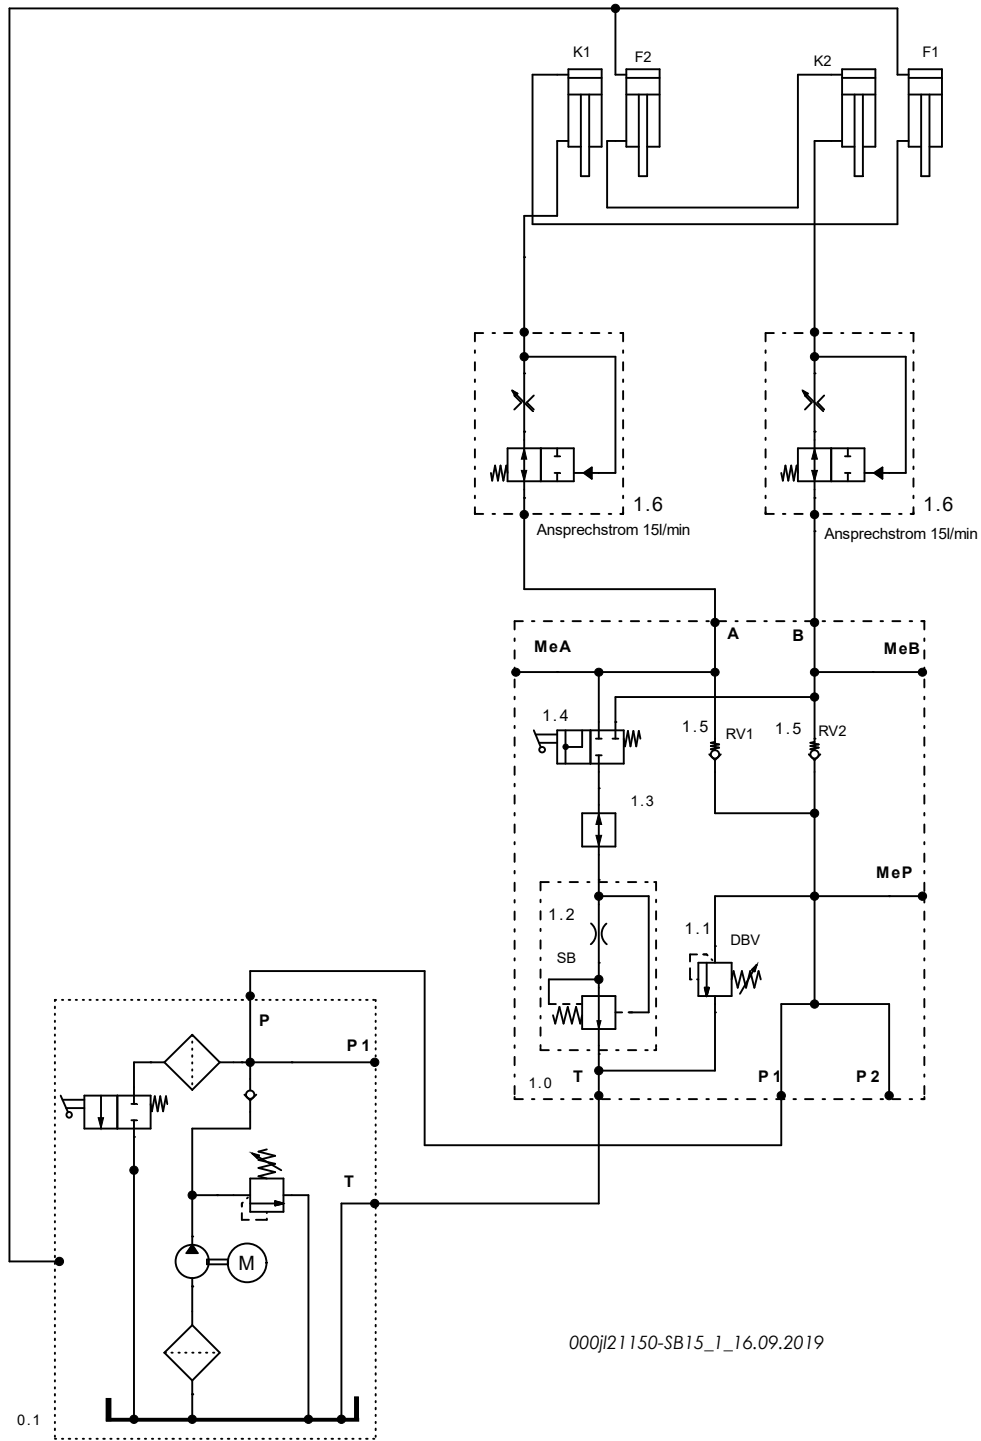 K1
F2
K2
F1
1.6
Ansprechstrom 15l/min
1.6
Ansprechstrom 15l/min
A
B
MeA
MeB
1.4
1.5
RV1
1.5
RV2
1.3
MeP
1.2
SB
1.1
DBV
1.0
T
P1
P2
P
P1
T
M
000jl21150-SB15_1_16.09.2019
0.1